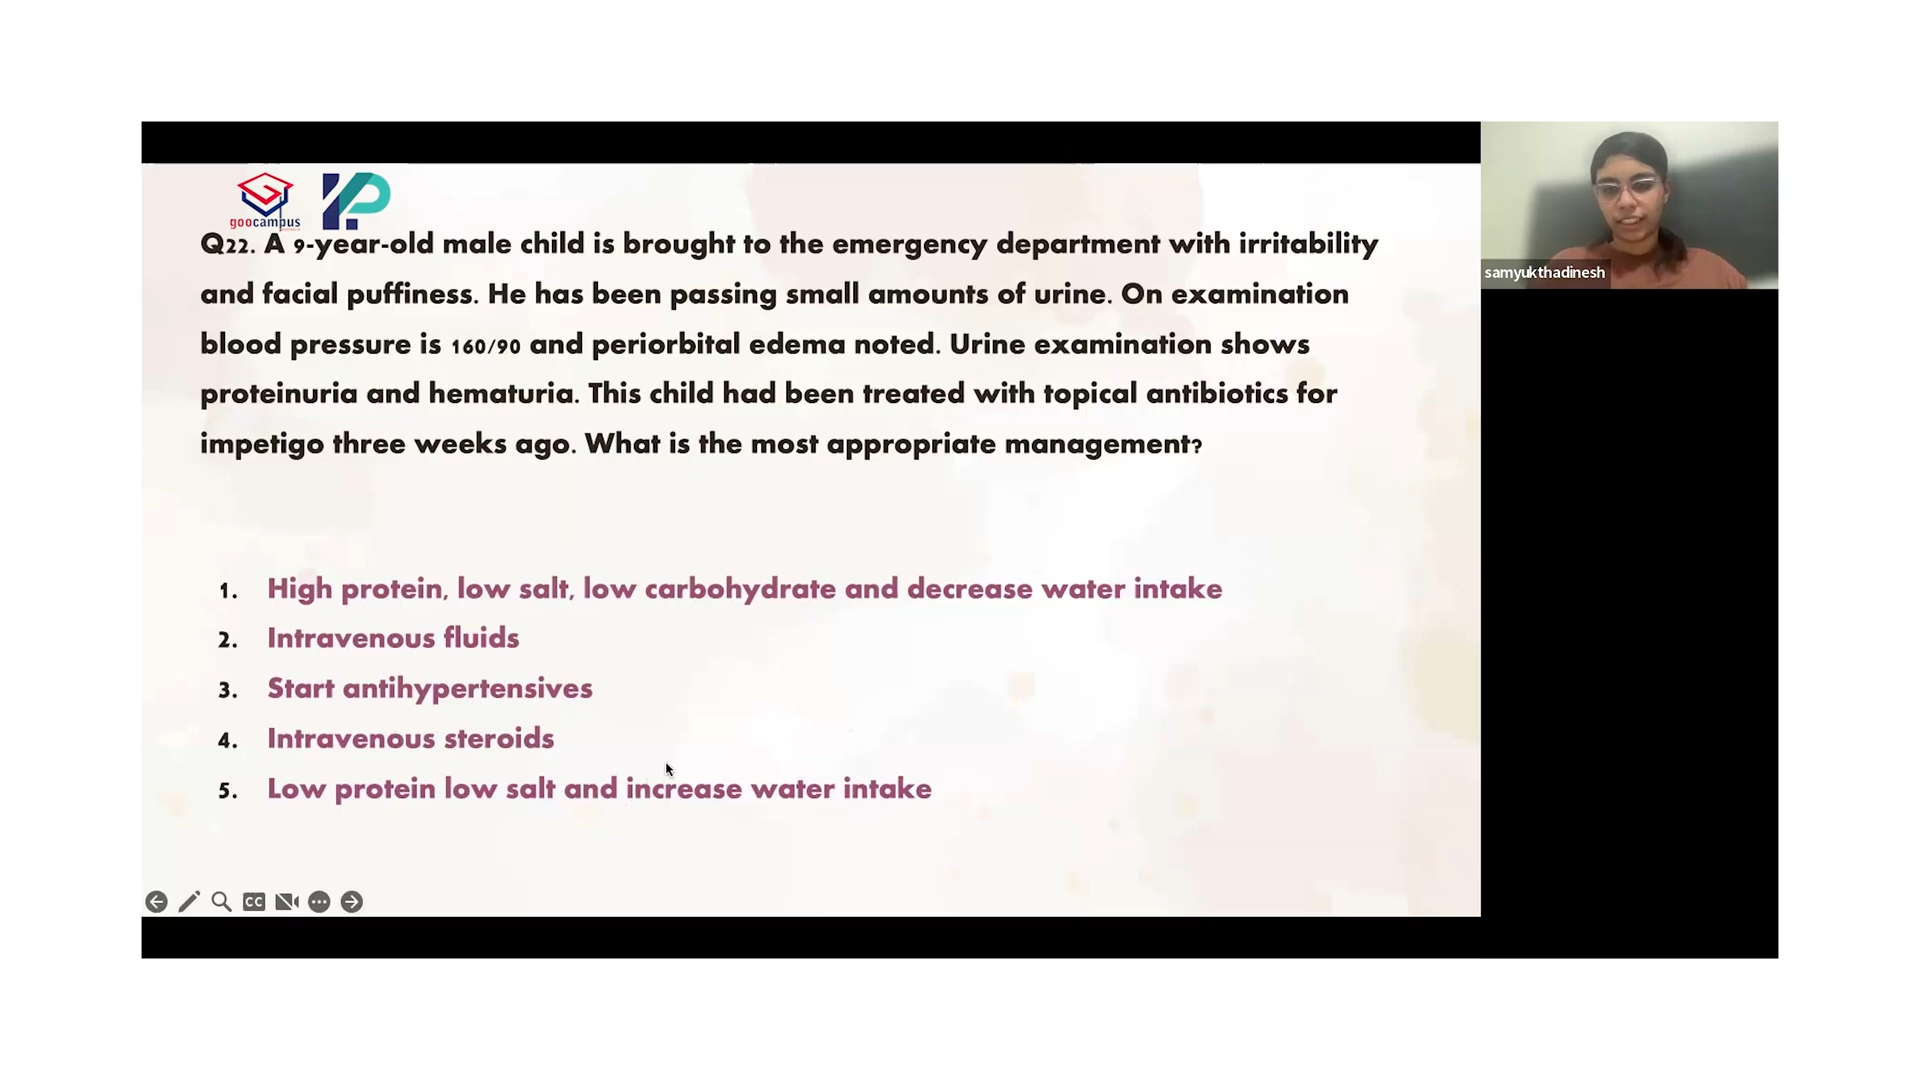 goocampus
Q22. A 9-year-old male child is brought to the emergency department with irritability
and facial puffiness. He has been passing small amounts of urine. On examination
blood pressure is 160/90 and periorbital edema noted. Urine examination shows
proteinuria and hematuria. This child had been treated with topical antibiotics for
impetigo three weeks ago. What is the most appropriate management?
1. High protein, low salt, low carbohydrate and decrease water intake
2. Intravenous fluids
3. Start antihypertensives
4. Intravenous steroids
5. Low protein low salt and increase water intake
CC
samyukthadinesh